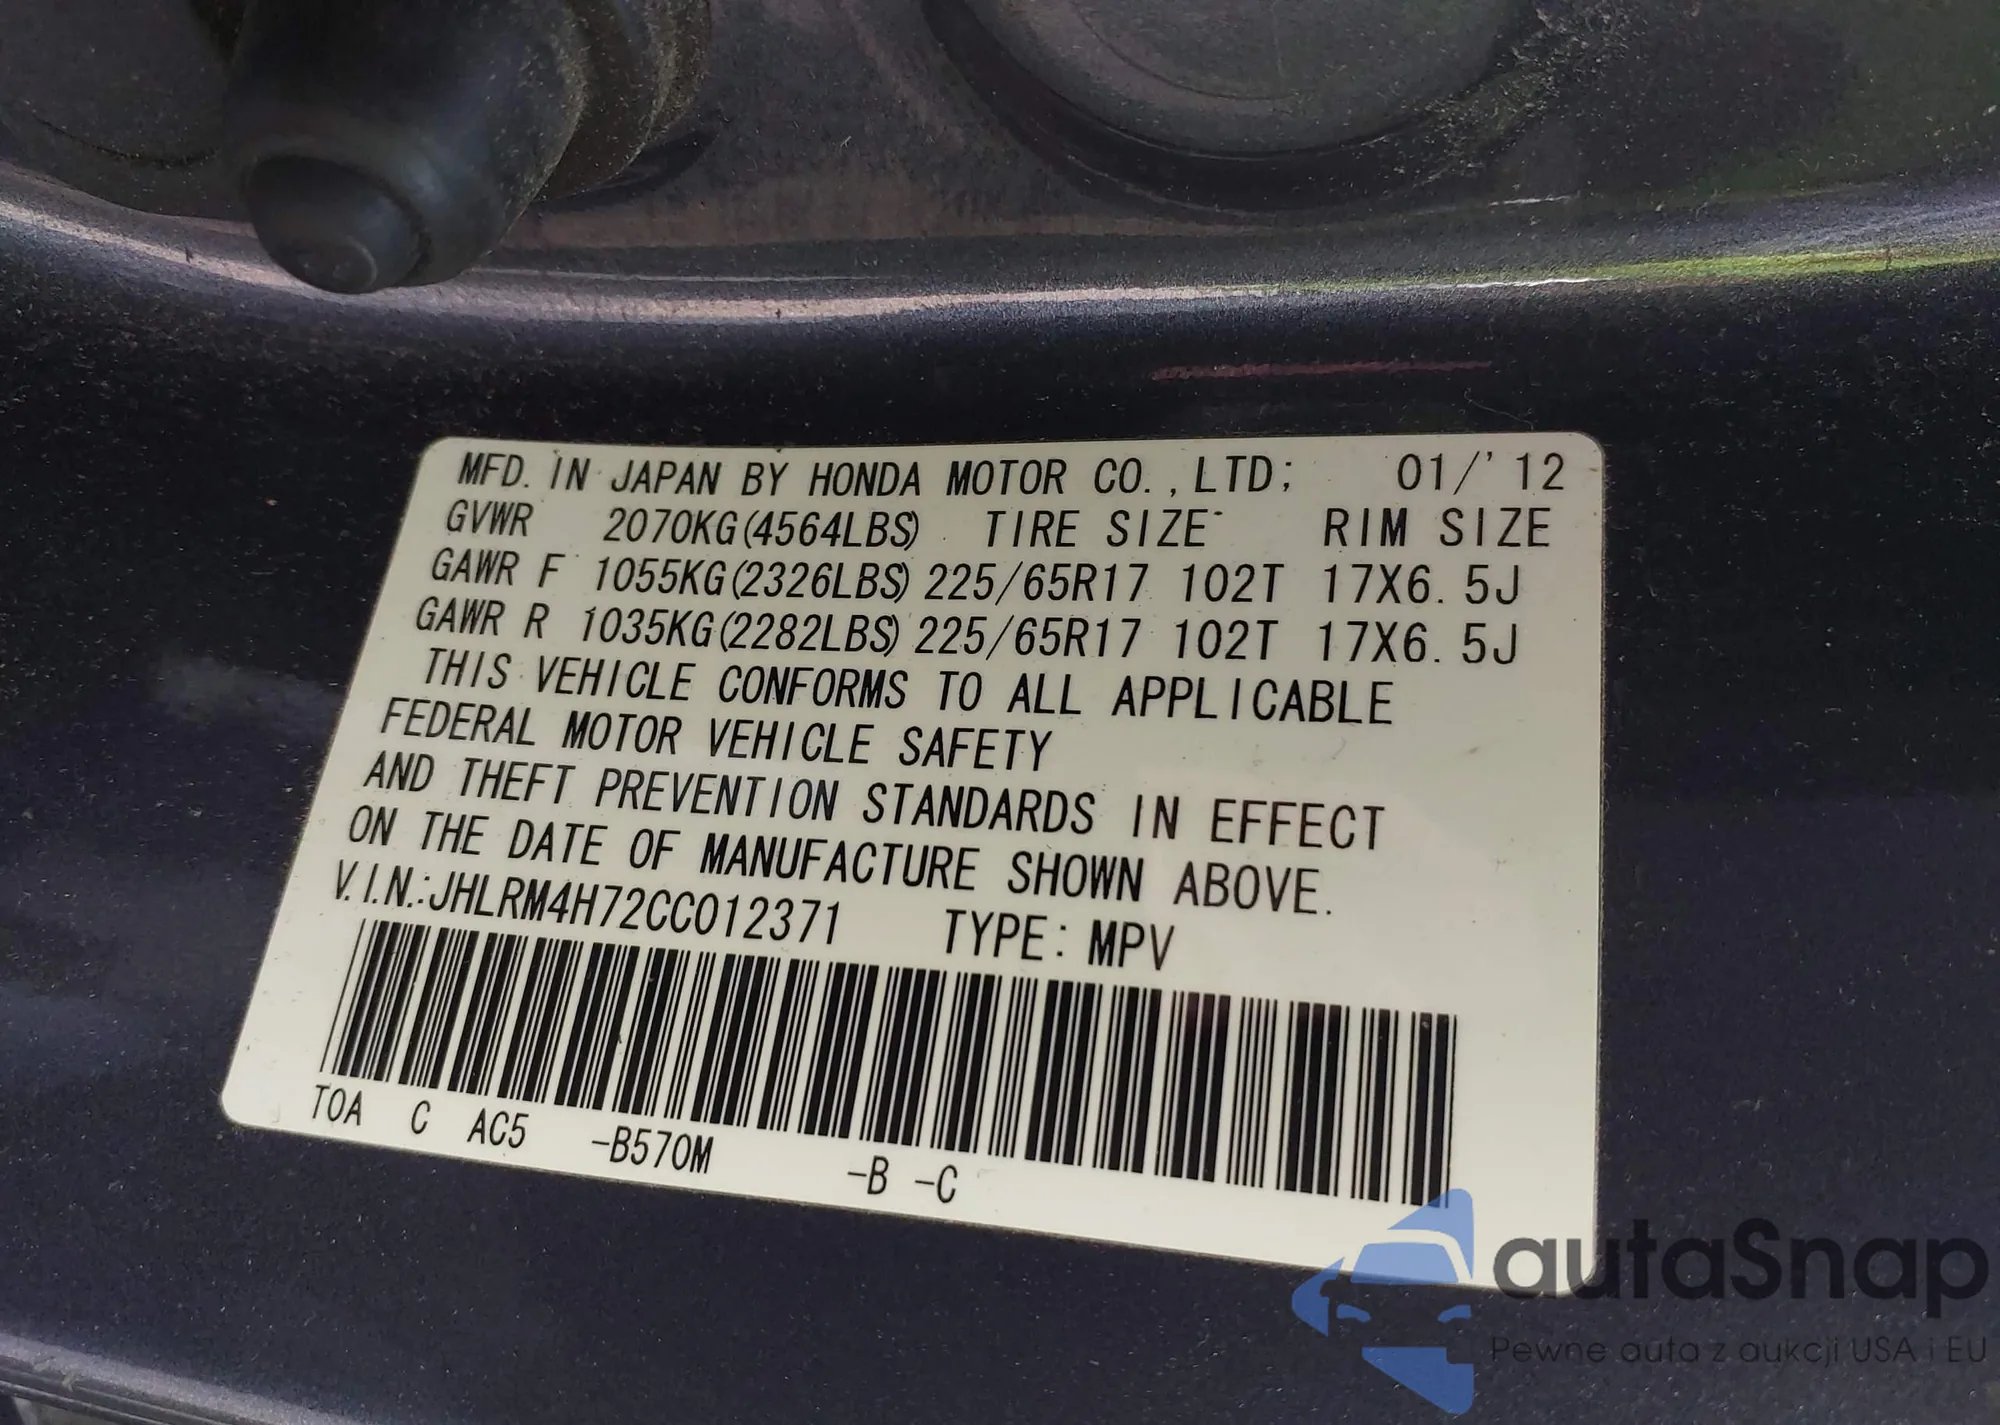 MFD. IN JAPAN BY HONDA MOTOR CO., LTD; 01/'12
GVWR 2070KG(4564LBS) TIRE SIZE RIM SIZE
GAWR F 1055KG(2326LBS) 225/65R17 102T 17X6.5J
GAWR R 1035KG(2282LBS) 225/65R17 102T 17X6.5J
THIS VEHICLE CONFORMS TO ALL APPLICABLE
FEDERAL MOTOR VEHICLE SAFETY
AND THEFT PREVENTION STANDARDS IN EFFECT
ON THE DATE OF MANUFACTURE SHOWN ABOVE.
V.I.N.:JHLRM4H72CC012371 TYPE: MPV
TOA C AC5 -B570M -B -C
autaSnap
Pewne auta z aukcji USA i EU